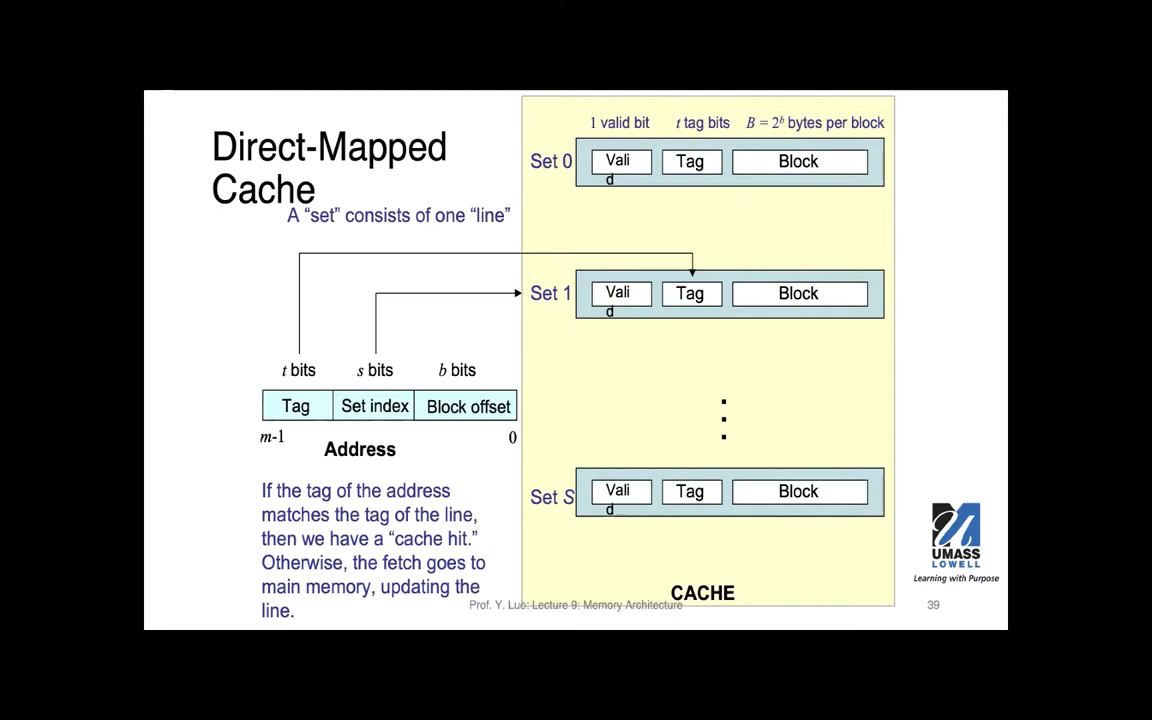 Direct-Mapped
Cache
A “set” consists of one “line”
1 valid bit
t tag bits
B = 2ᵇ bytes per block
Set 0
Vali
d
Tag
Block
Set 1
Vali
d
Tag
Block
t bits
s bits
b bits
Tag
Set index
Block offset
m-1
0
Address
If the tag of the address
matches the tag of the line,
then we have a “cache hit.”
Otherwise, the fetch goes to
main memory, updating the
line.
Set S
Vali
d
Tag
Block
CACHE
Prof. Y. Luo: Lecture 9: Memory Architecture
39
UMASS
LOWELL
Learning with Purpose